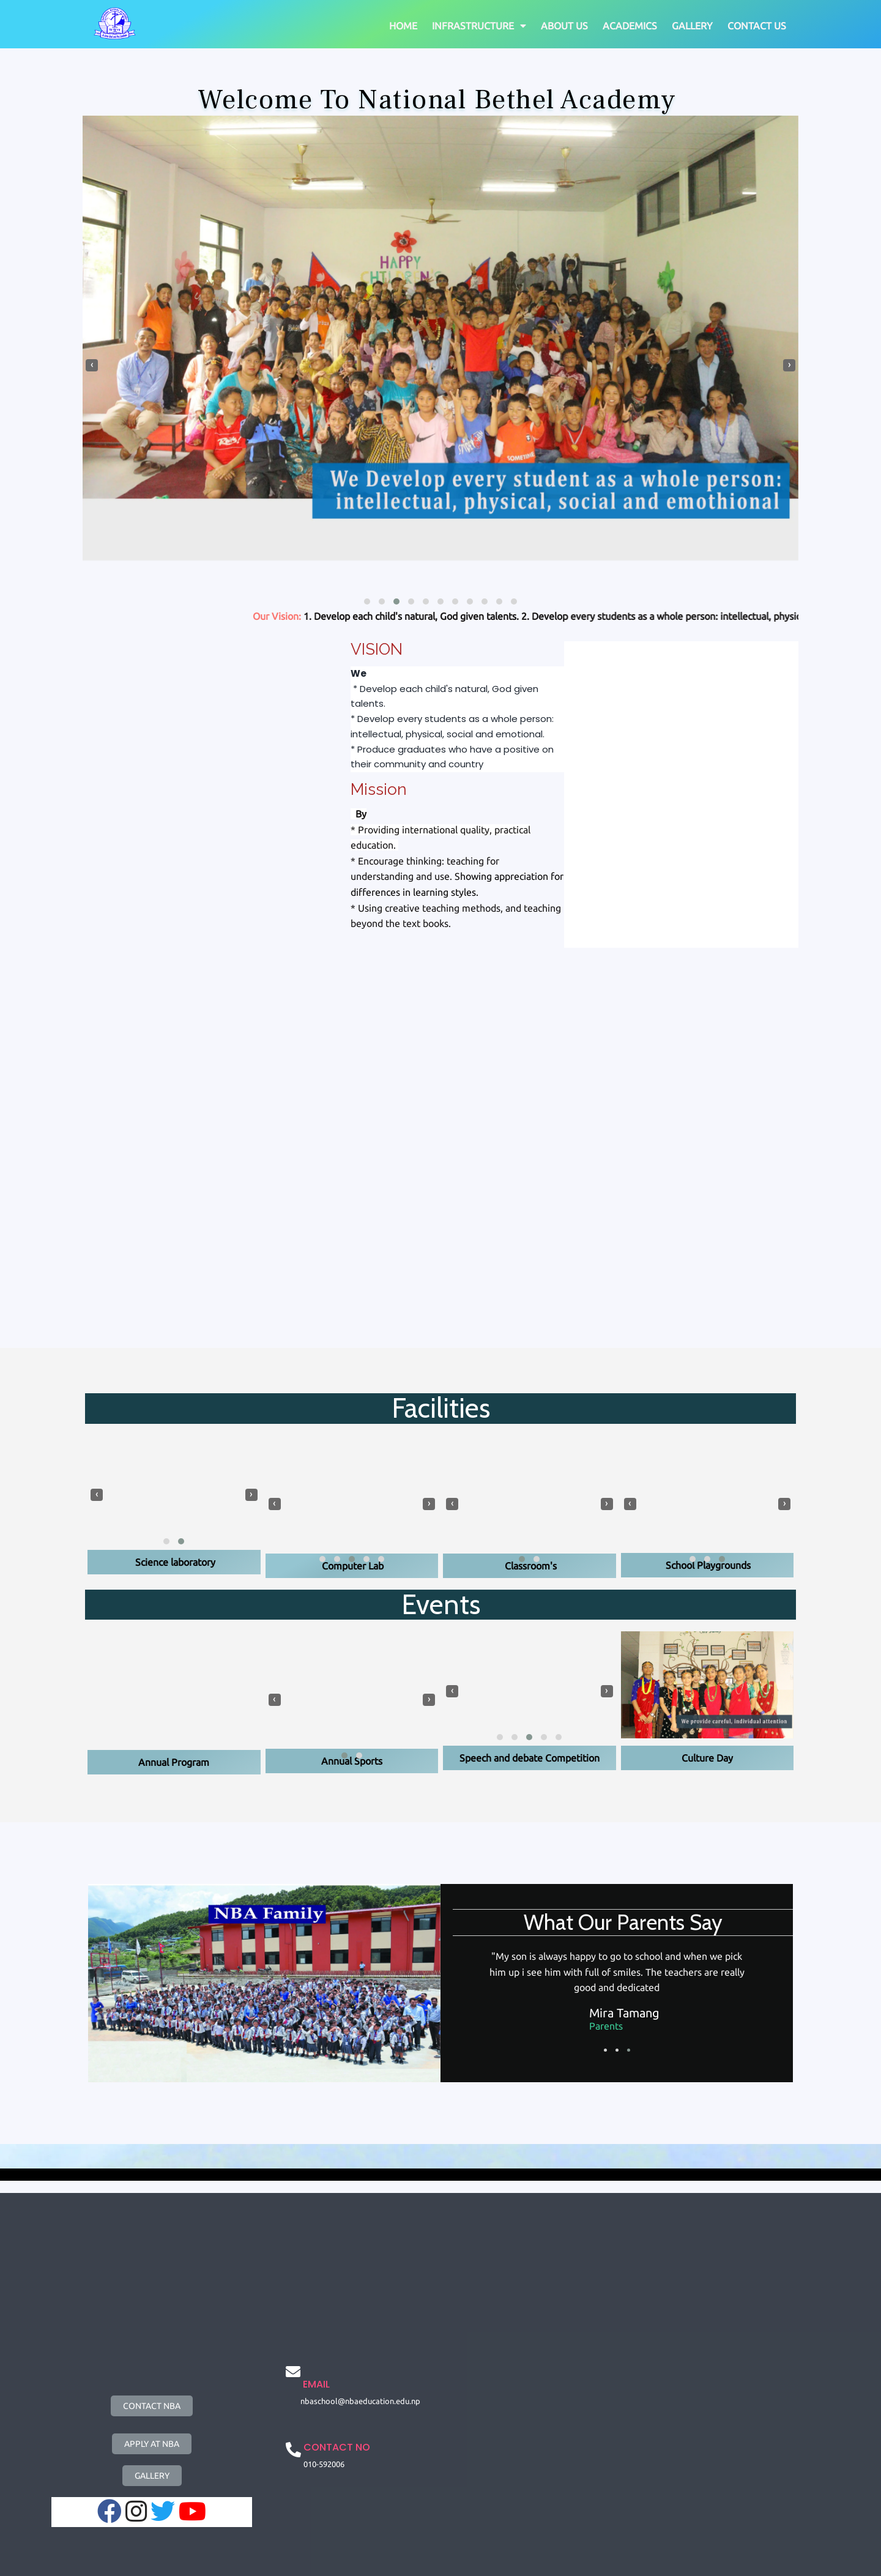 HOME INFRASTRUCTURE ABOUT US ACADEMICS GALLERY CONTACT US
Welcome To National Bethel Academy
HAPPY
CHILDREN'S
We Develop every student as a whole person:
intellectual, physical, social and emothional
Our Vision: 1. Develop each child's natural, God given talents. 2. Develop every students as a whole person: intellectual, physic
VISION
We
* Develop each child's natural, God given
talents.
* Develop every students as a whole person:
intellectual, physical, social and emotional.
* Produce graduates who have a positive on
their community and country
Mission
By
* Providing international quality, practical
education.
* Encourage thinking: teaching for
understanding and use. Showing appreciation for
differences in learning styles.
* Using creative teaching methods, and teaching
beyond the text books.
Facilities
Science laboratory
Computer Lab
Classroom's
School Playgrounds
Events
We provide careful, individual attention
Annual Program
Annual Sports
Speech and debate Competition
Culture Day
NBA Family
What Our Parents Say
"My son is always happy to go to school and when we pick
him up i see him with full of smiles. The teachers are really
good and dedicated
Mira Tamang
Parents
EMAIL
nbaschool@nbaeducation.edu.np
CONTACT NBA
APPLY AT NBA
CONTACT NO
010-592006
GALLERY